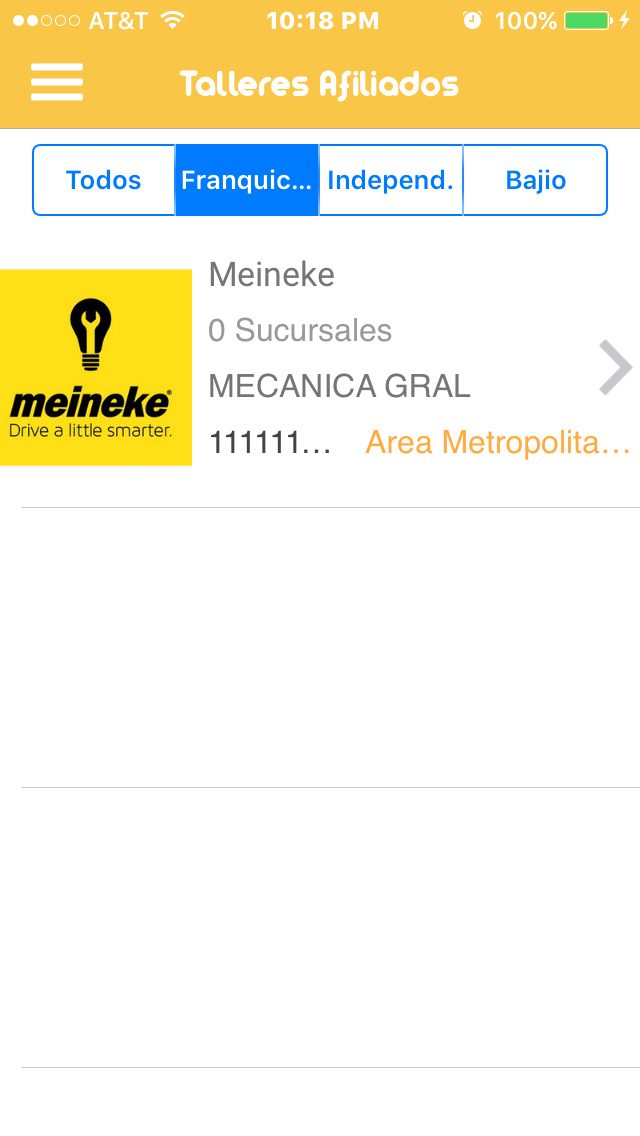 AT&T 10:18 PM 100%
Talleres Afiliados
Todos Franquic... Independ. Bajio
Meineke
0 Sucursales
MECANICA GRAL
111111... Area Metropolita...
meineke®
Drive a little smarter.